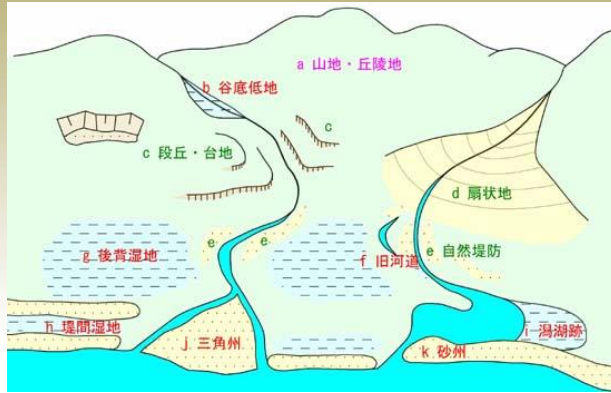 a 山地・丘陵地
b 谷底低地
c
c 段丘・台地
d 扇状地
e
e
e 自然堤防
g 後背湿地
f 旧河道
h 堤間湿地
i 潟湖跡
j 三角州
k 砂州